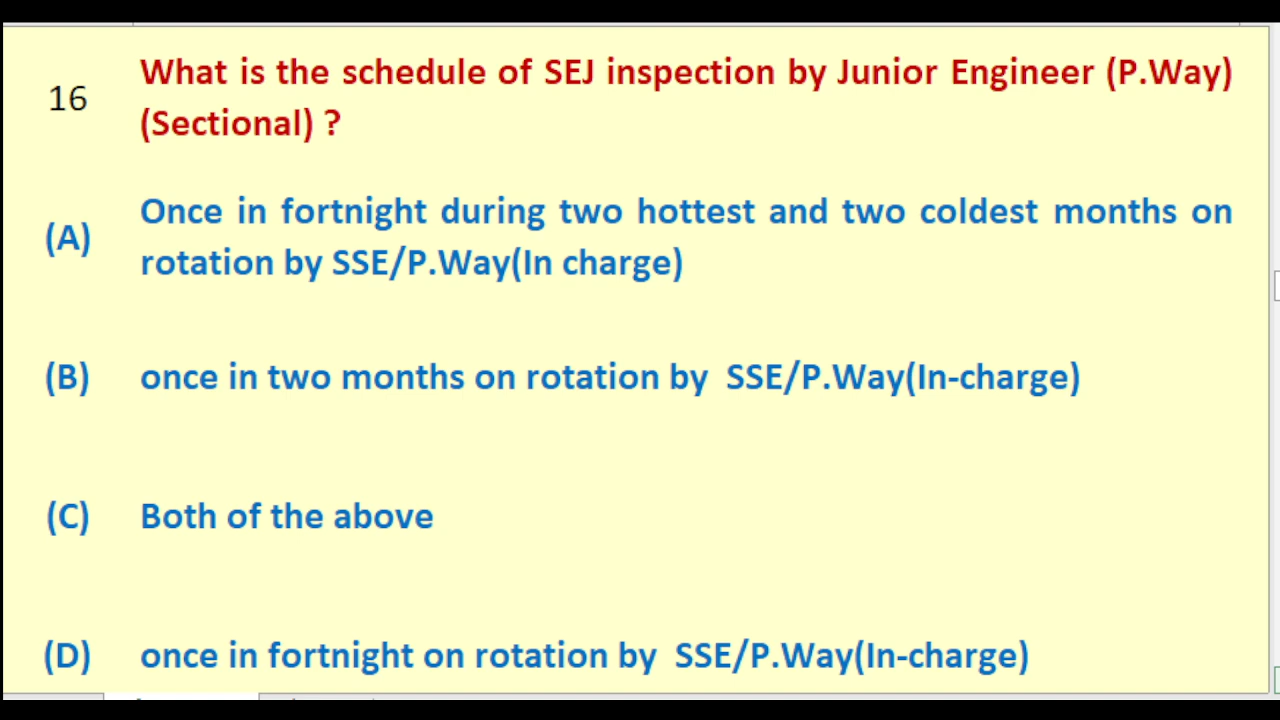 16
What is the schedule of SEJ inspection by Junior Engineer (P.Way)
(Sectional) ?
(A)
Once in fortnight during two hottest and two coldest months on
rotation by SSE/P.Way(In charge)
(B) once in two months on rotation by SSE/P.Way(In-charge)
(C) Both of the above
(D) once in fortnight on rotation by SSE/P.Way(In-charge)